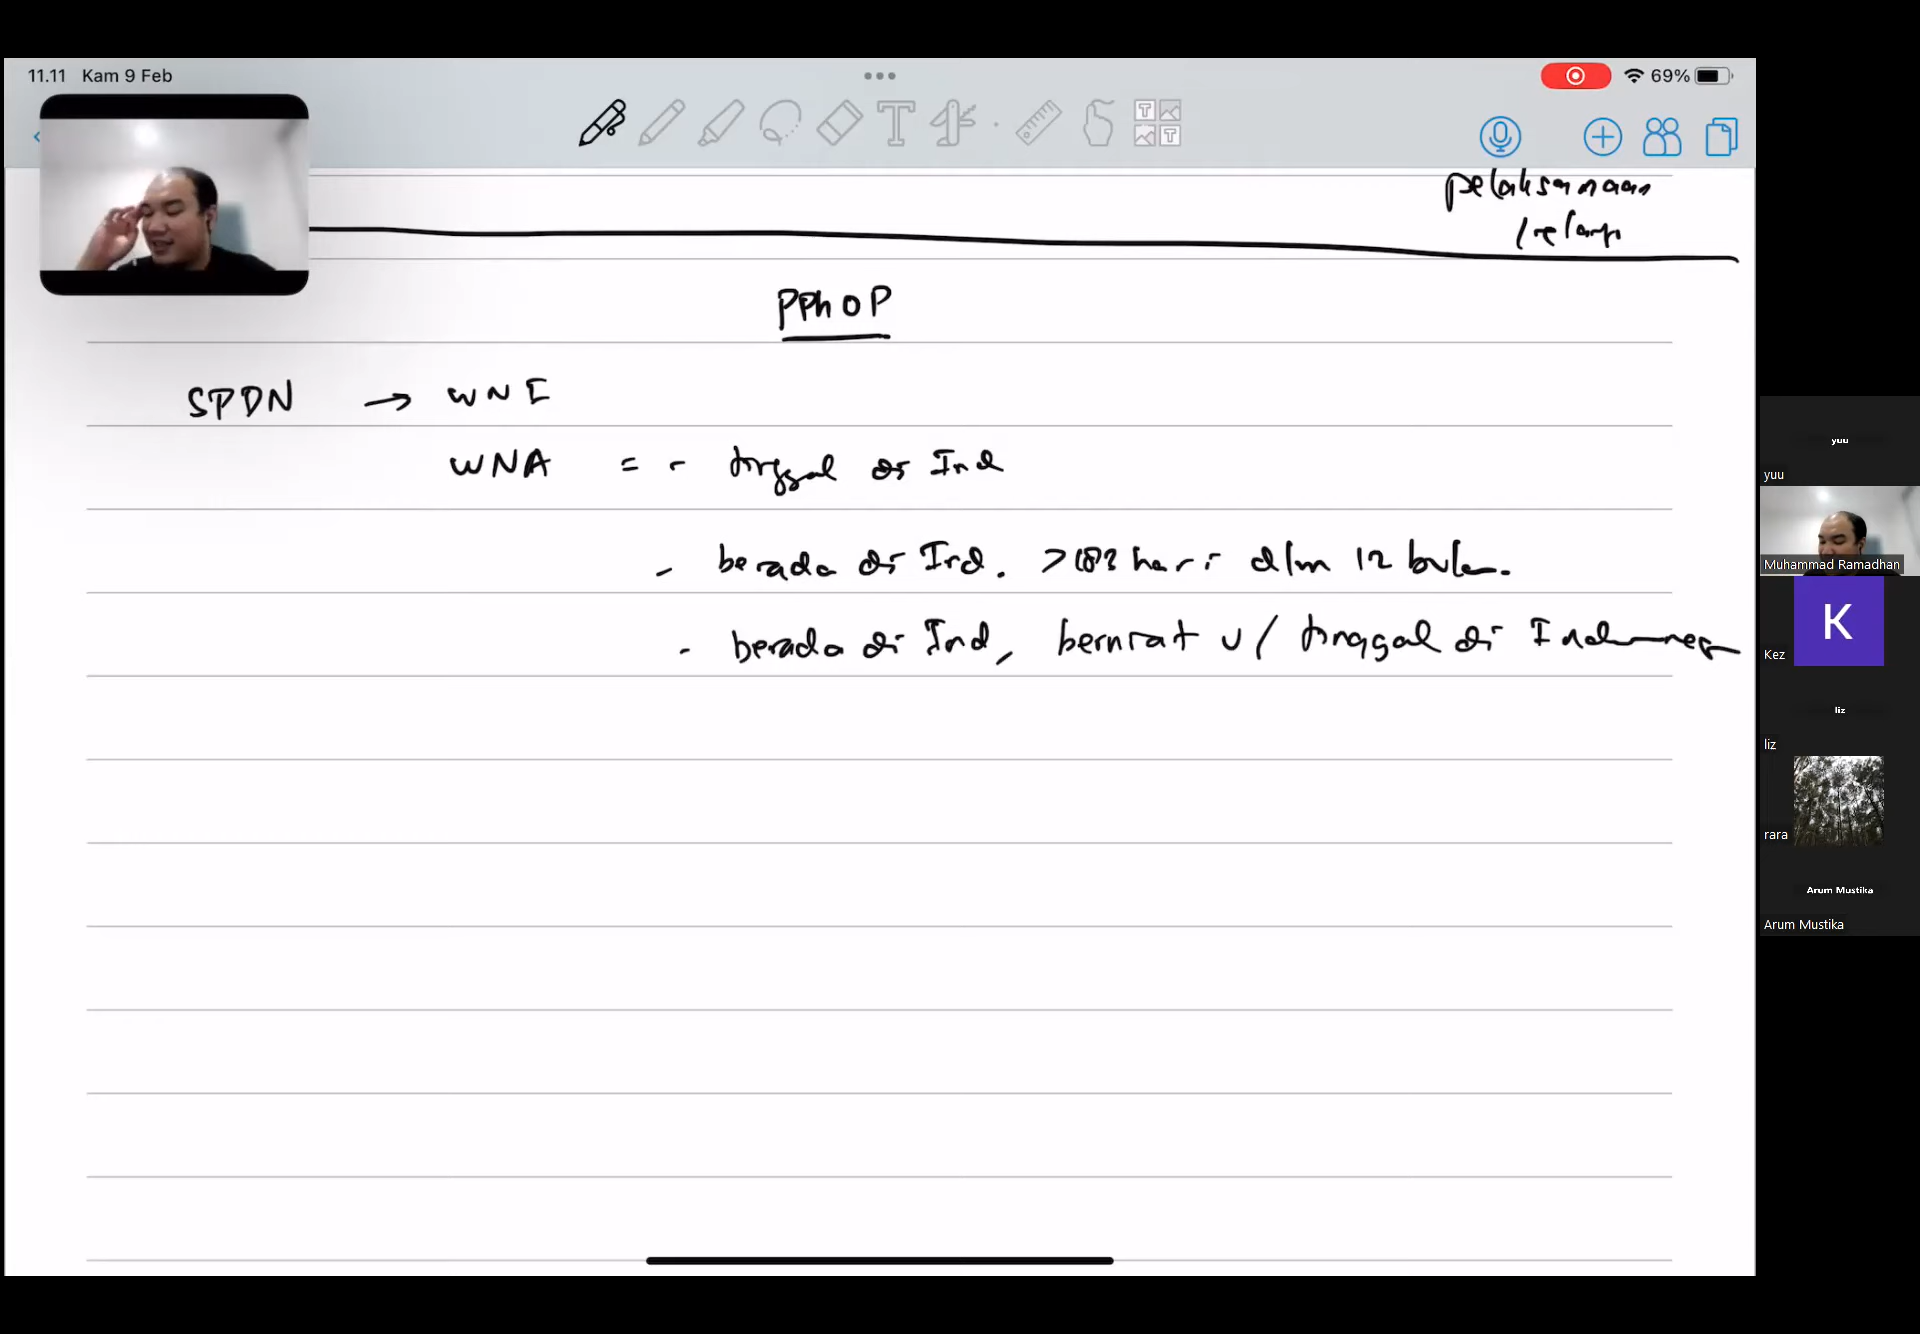 11.11 Kam 9 Feb
69%
pelaksanaan
PPh OP
SPDN → WNI
WNA = - tinggal di Ind
- berada di Ind. >183 hari dlm 12 bulan.
- berada di Ind, berniat u/ tinggal di Indonesia
yuu
yuu
Muhammad Ramadhan
K
Kez
liz
liz
rara
Arum Mustika
Arum Mustika